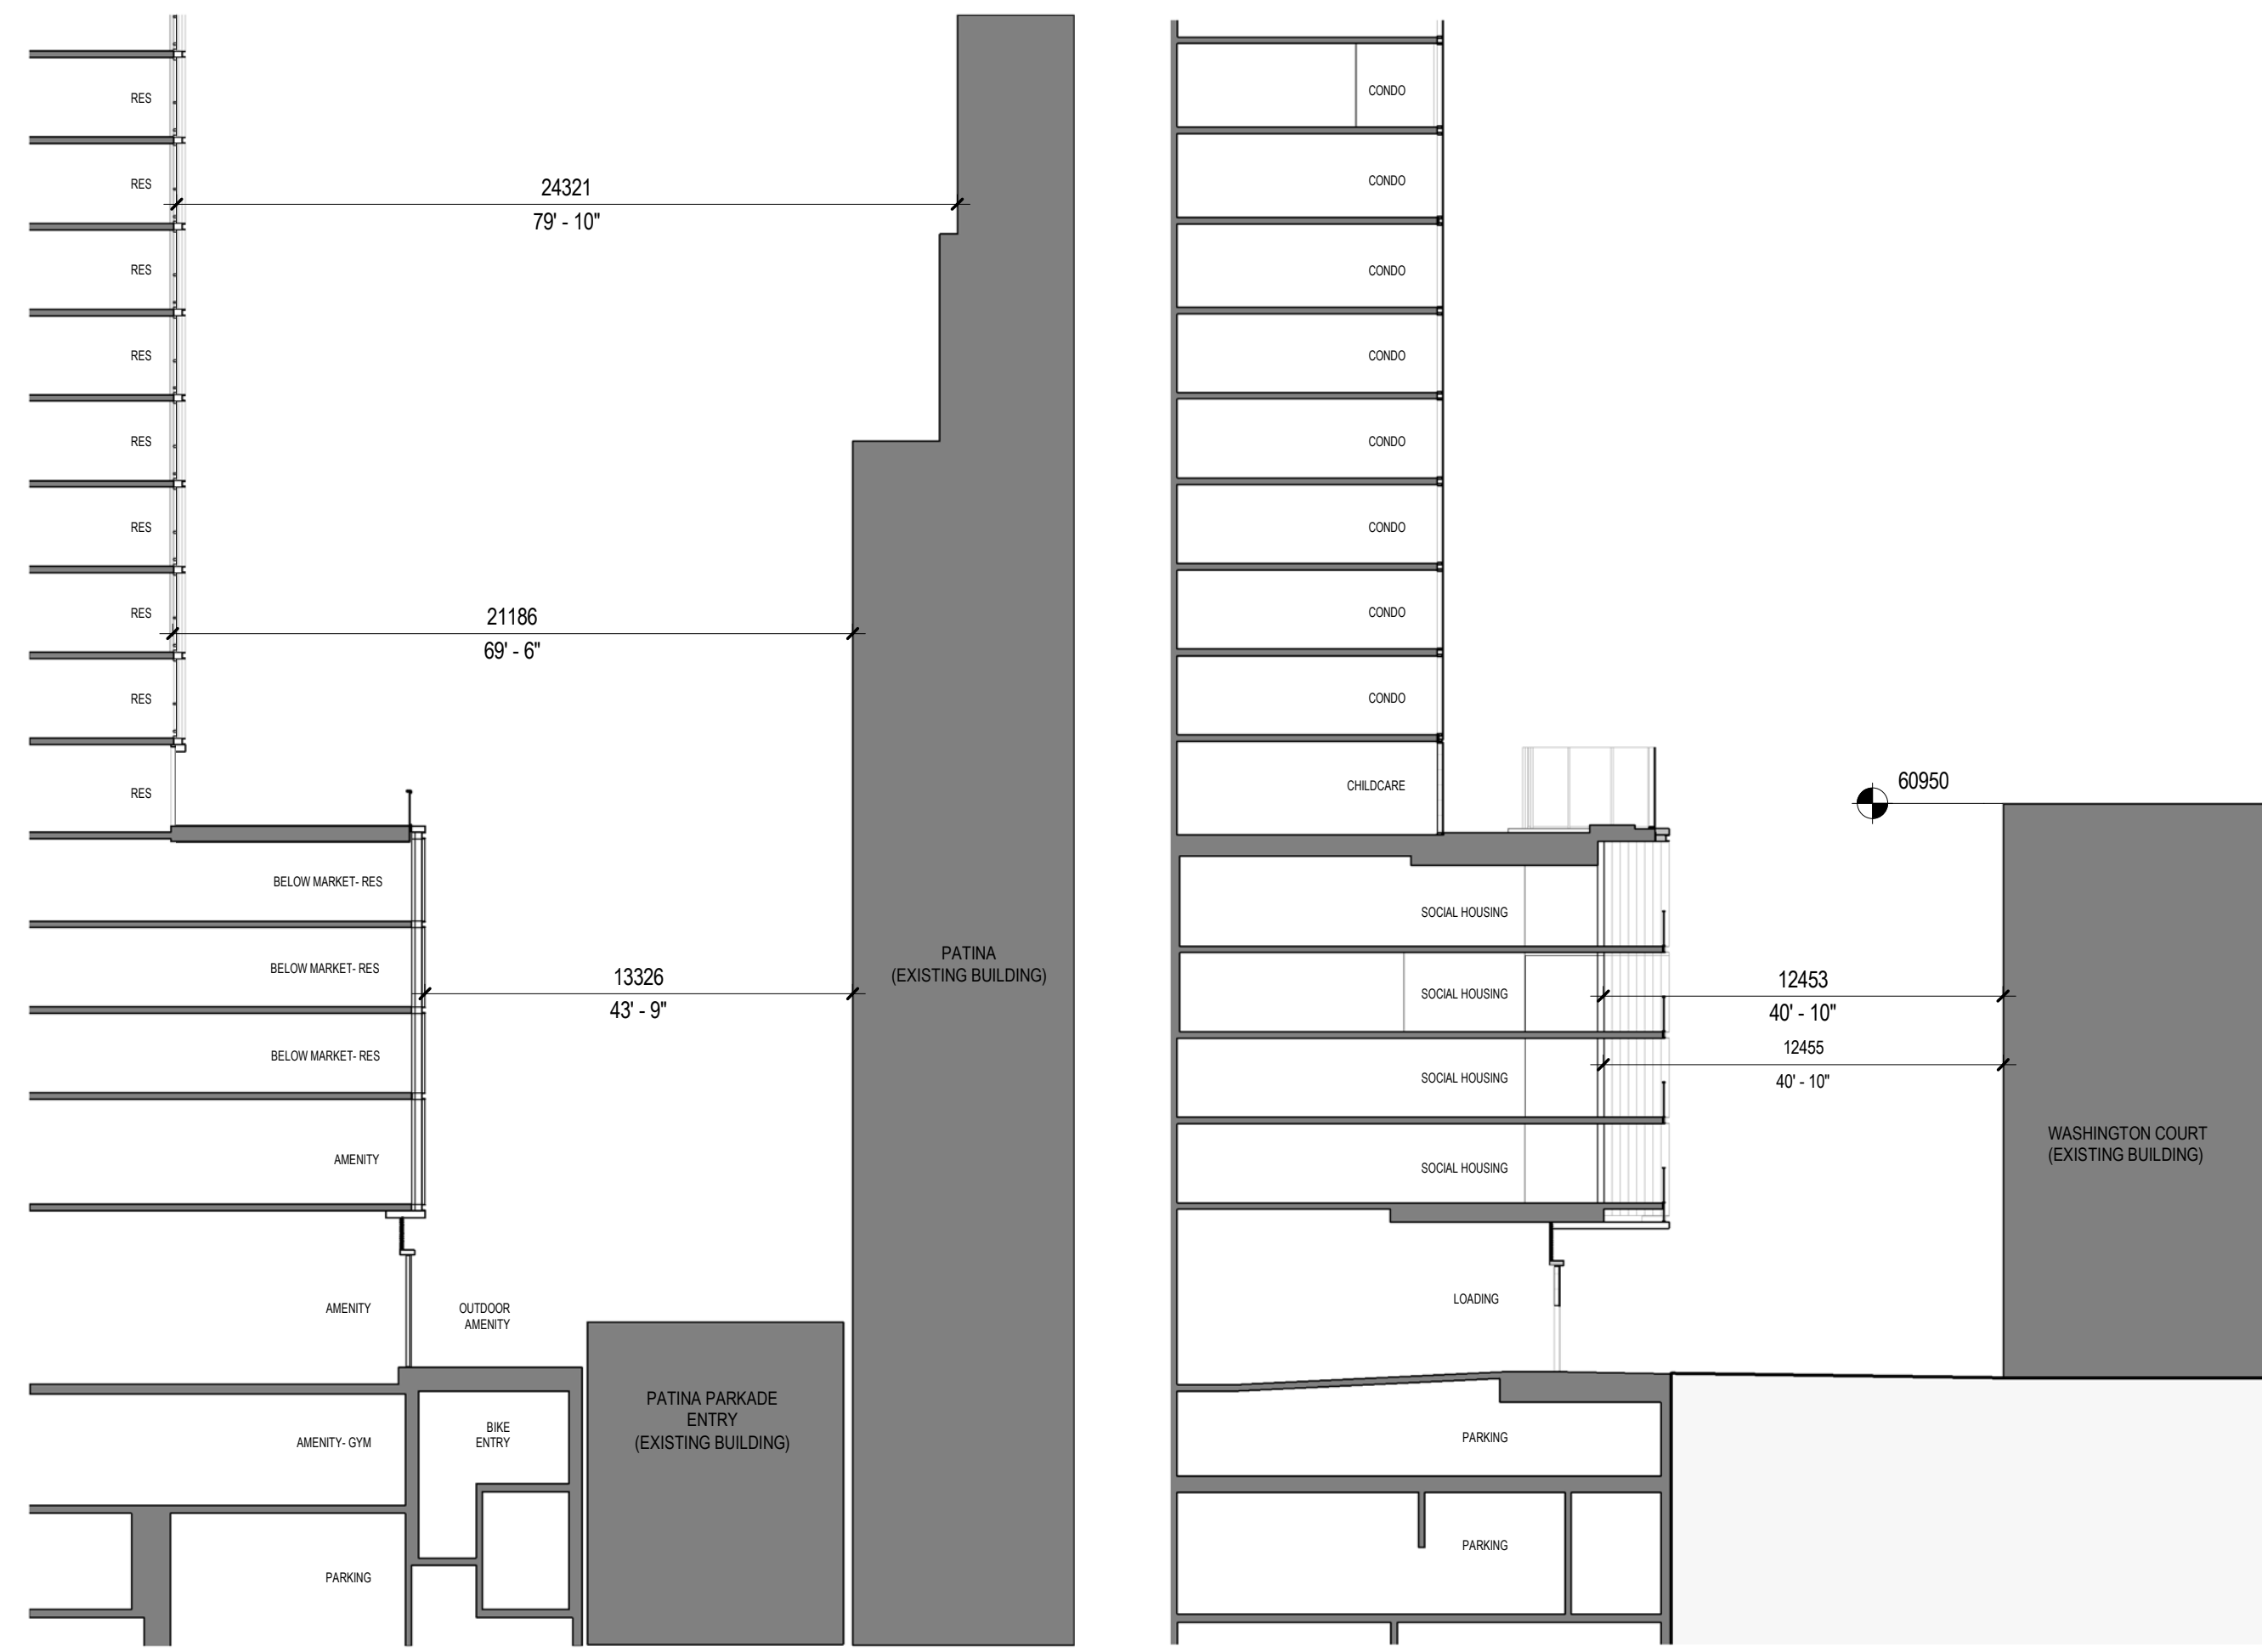 RES
RES
24321
79' - 10"
RES
RES
RES
RES
RES
21186
69' - 6"
RES
RES
BELOW MARKET- RES
BELOW MARKET- RES
13326
43' - 9"
BELOW MARKET- RES
AMENITY
AMENITY
OUTDOOR
AMENITY
AMENITY- GYM
BIKE
ENTRY
PARKING
PATINA PARKADE
ENTRY
(EXISTING BUILDING)
PATINA
(EXISTING BUILDING)
CONDO
CONDO
CONDO
CONDO
CONDO
CONDO
CONDO
CONDO
CHILDCARE
60950
SOCIAL HOUSING
SOCIAL HOUSING
12453
40' - 10"
12455
40' - 10"
SOCIAL HOUSING
SOCIAL HOUSING
WASHINGTON COURT
(EXISTING BUILDING)
LOADING
PARKING
PARKING